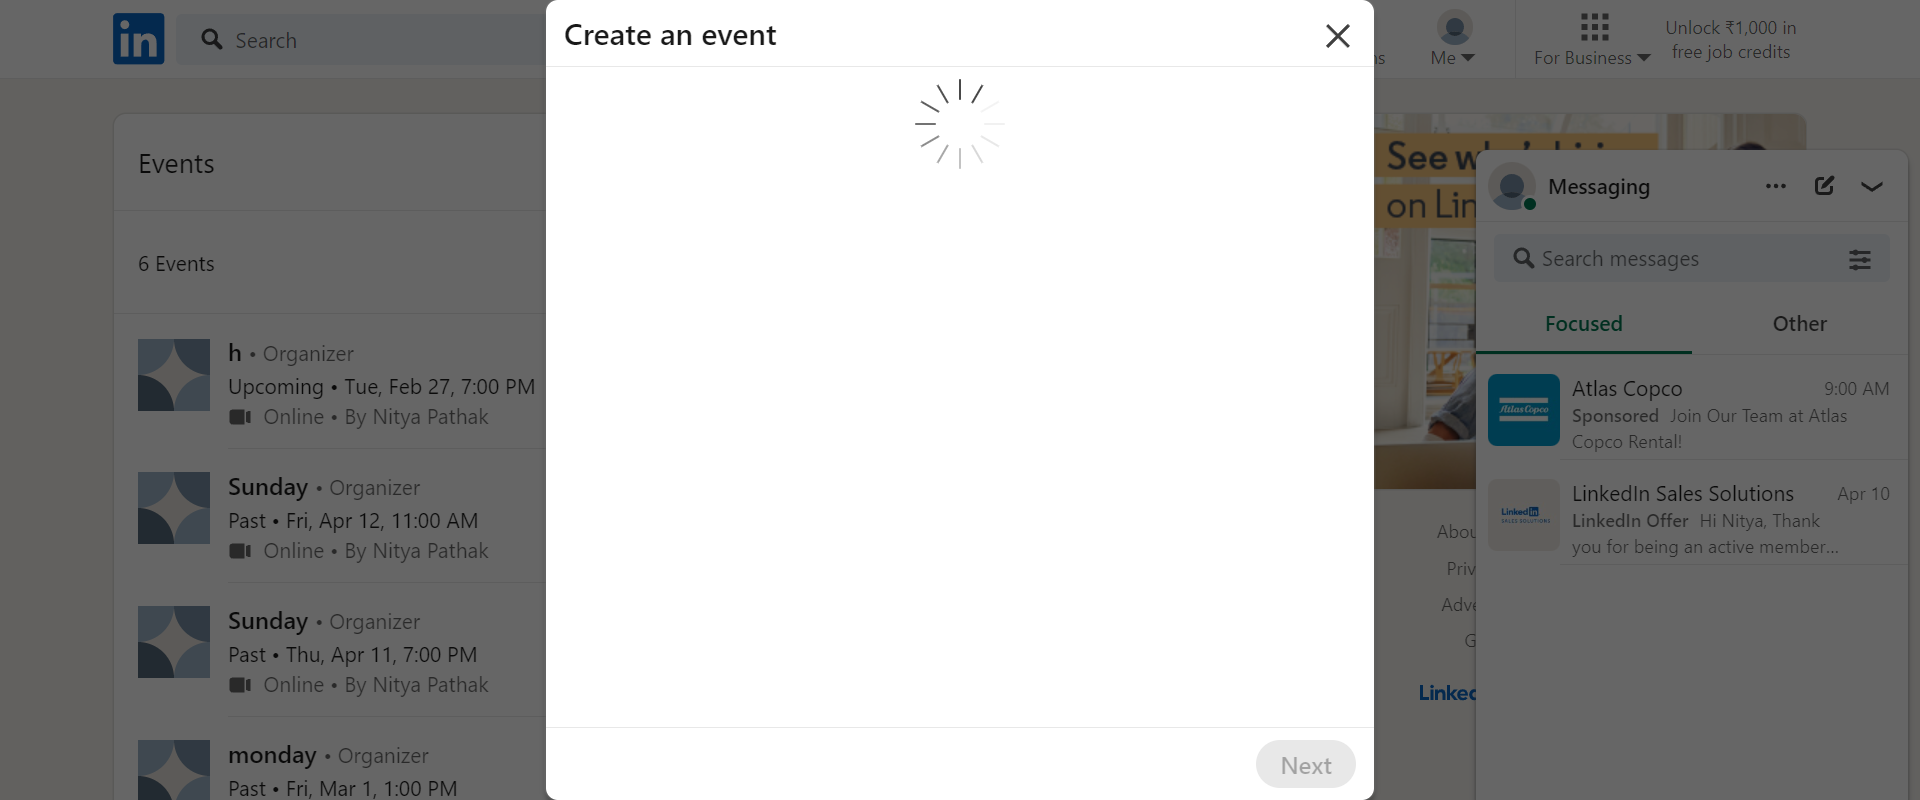 in
Search
Me
For Business
Unlock ₹1,000 in
free job credits
Create an event
Events
6 Events
h • Organizer
Upcoming • Tue, Feb 27, 7:00 PM
Online • By Nitya Pathak
Sunday • Organizer
Past • Fri, Apr 12, 11:00 AM
Online • By Nitya Pathak
Sunday • Organizer
Past • Thu, Apr 11, 7:00 PM
Online • By Nitya Pathak
monday • Organizer
Past • Fri, Mar 1, 1:00 PM
Next
See
on
Messaging
Search messages
Focused
Other
Atlas Copco
9:00 AM
Atlas Copco
Sponsored Join Our Team at Atlas
Copco Rental!
LinkedIn Sales Solutions
Apr 10
LinkedIn
SALES SOLUTIONS
LinkedIn Offer Hi Nitya, Thank
you for being an active member...